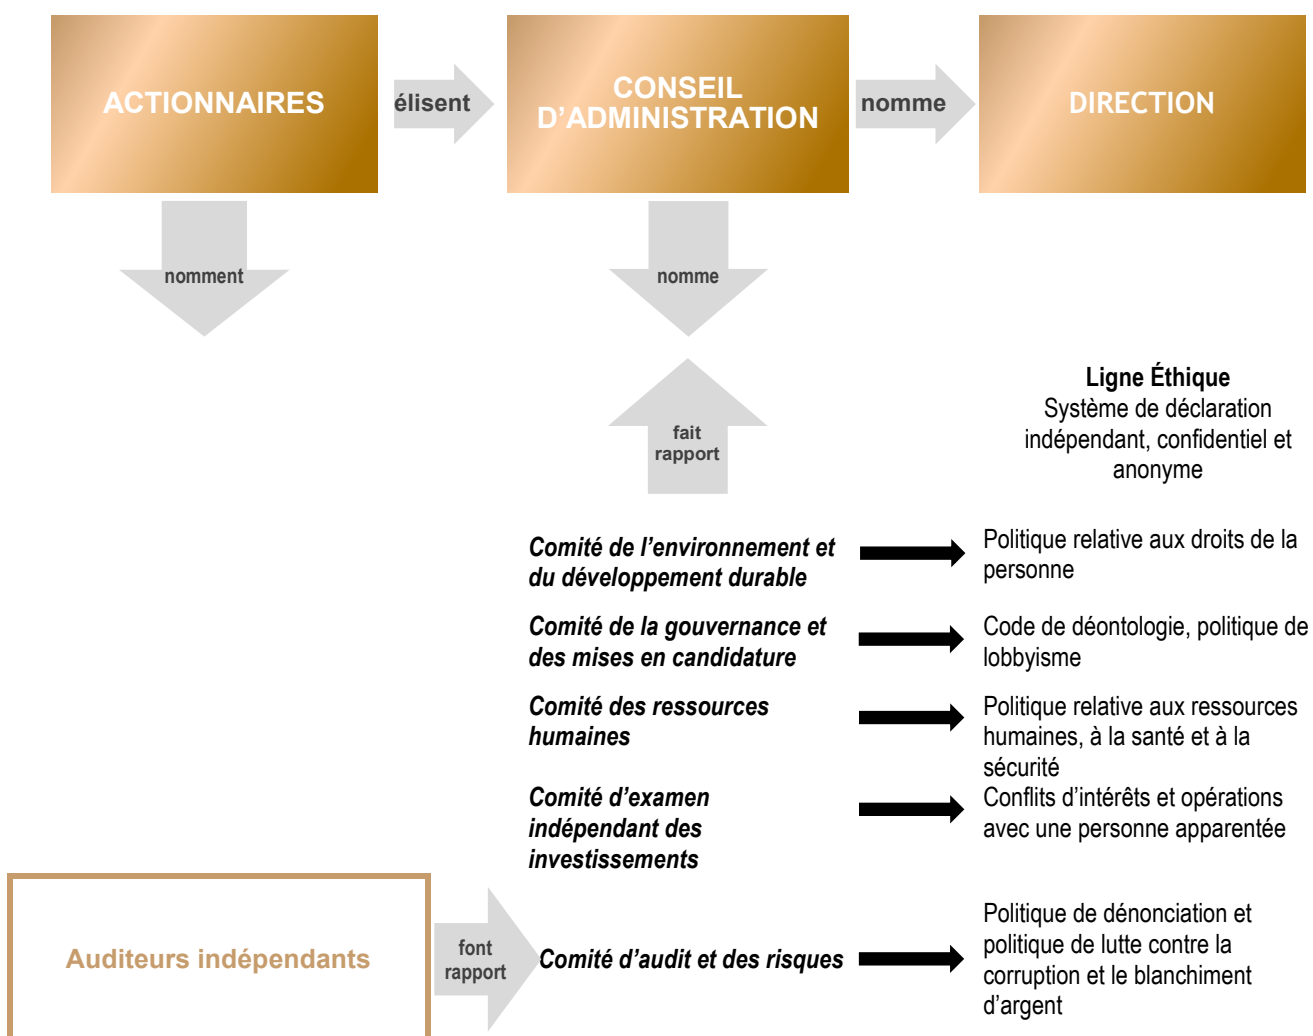 ACTIONNAIRES
élisent
CONSEIL
D’ADMINISTRATION
nomme
DIRECTION
nomment
nomme
fait
rapport
Ligne Éthique
Système de déclaration
indépendant, confidentiel et
anonyme
Comité de l’environnement et
du développement durable
Politique relative aux droits de la
personne
Comité de la gouvernance et
des mises en candidature
Code de déontologie, politique de
lobbyisme
Comité des ressources
humaines
Politique relative aux ressources
humaines, à la santé et à la
sécurité
Comité d’examen
indépendant des
investissements
Conflits d’intérêts et opérations
avec une personne apparentée
Auditeurs indépendants
font
rapport
Comité d’audit et des risques
Politique de dénonciation et
politique de lutte contre la
corruption et le blanchiment
d’argent